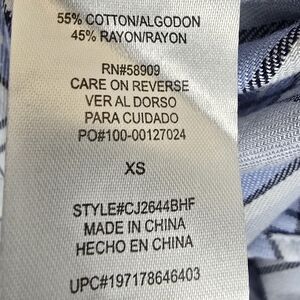 55% COTTON/ALGODON
45% RAYON/RAYON
RN#58909
CARE ON REVERSE
VER AL DORSO
PARA CUIDADO
PO#100-00127024
XS
STYLE#CJ2644BHF
MADE IN CHINA
HECHO EN CHINA
UPC#197178646403